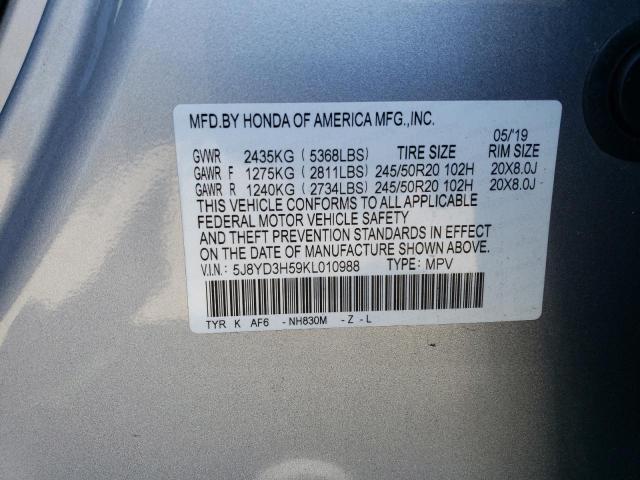 MFD.BY HONDA OF AMERICA MFG.,INC.
05/'19
GVWR 2435KG (5368LBS) TIRE SIZE RIM SIZE
GAWR F 1275KG (2811LBS) 245/50R20 102H 20X8.0J
GAWR R 1240KG (2734LBS) 245/50R20 102H 20X8.0J
THIS VEHICLE CONFORMS TO ALL APPLICABLE
FEDERAL MOTOR VEHICLE SAFETY
AND THEFT PREVENTION STANDARDS IN EFFECT
ON THE DATE OF MANUFACTURE SHOWN ABOVE.
V.I.N.: 5J8YD3H59KL010988 TYPE: MPV
TYR K AF6 -NH830M -Z-L